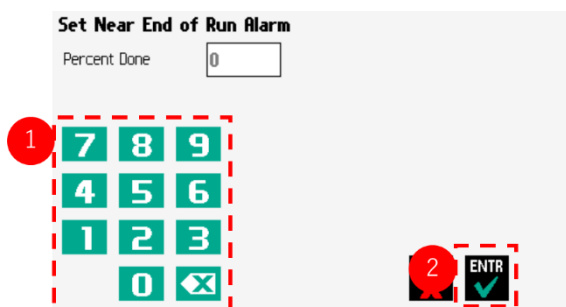 Set Near End of Run Alarm
Percent Done 0
1
7 8 9
4 5 6
1 2 3
0
2 ENTR